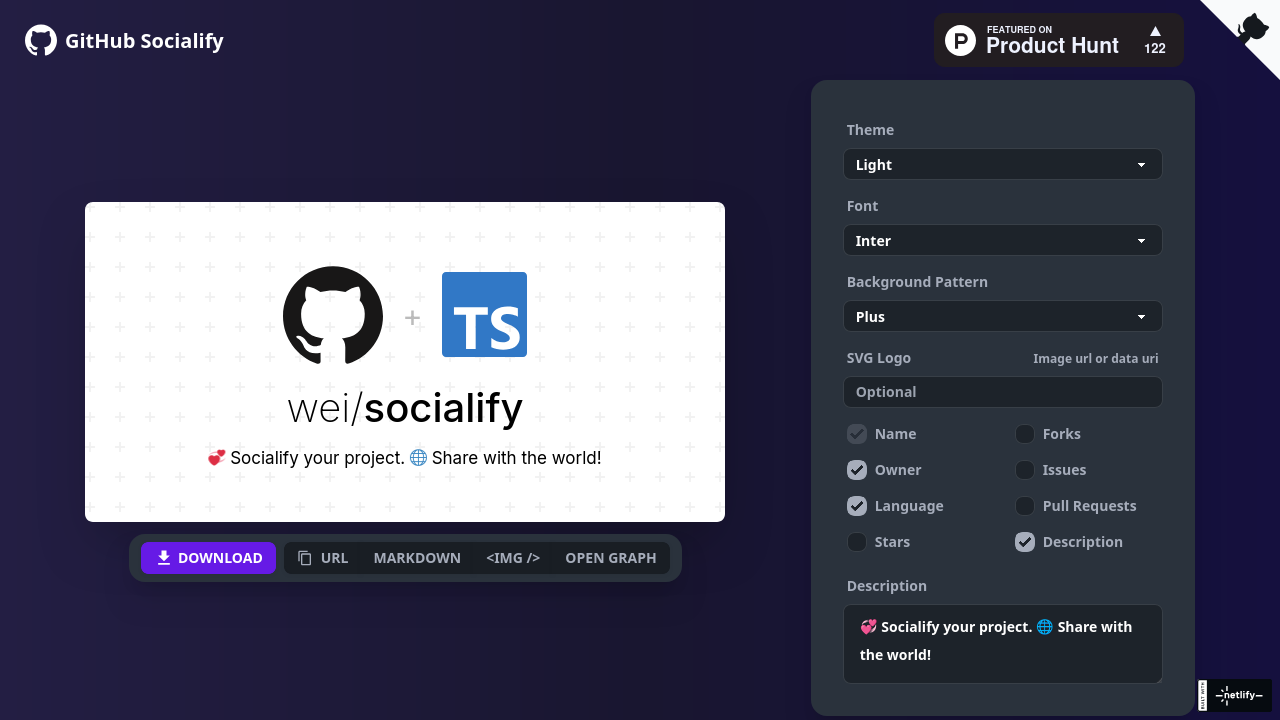 GitHub Socialify
FEATURED ON
Product Hunt
122
Theme
Light
Font
Inter
Background Pattern
Plus
SVG Logo
Image url or data uri
Optional
Name
Forks
Owner
Issues
Language
Pull Requests
Stars
Description
Description
💞 Socialify your project. 🌐 Share with
the world!
+
TS
wei/socialify
💞 Socialify your project. 🌐 Share with the world!
DOWNLOAD
URL
MARKDOWN
<IMG />
OPEN GRAPH
BUILT WITH
netlify